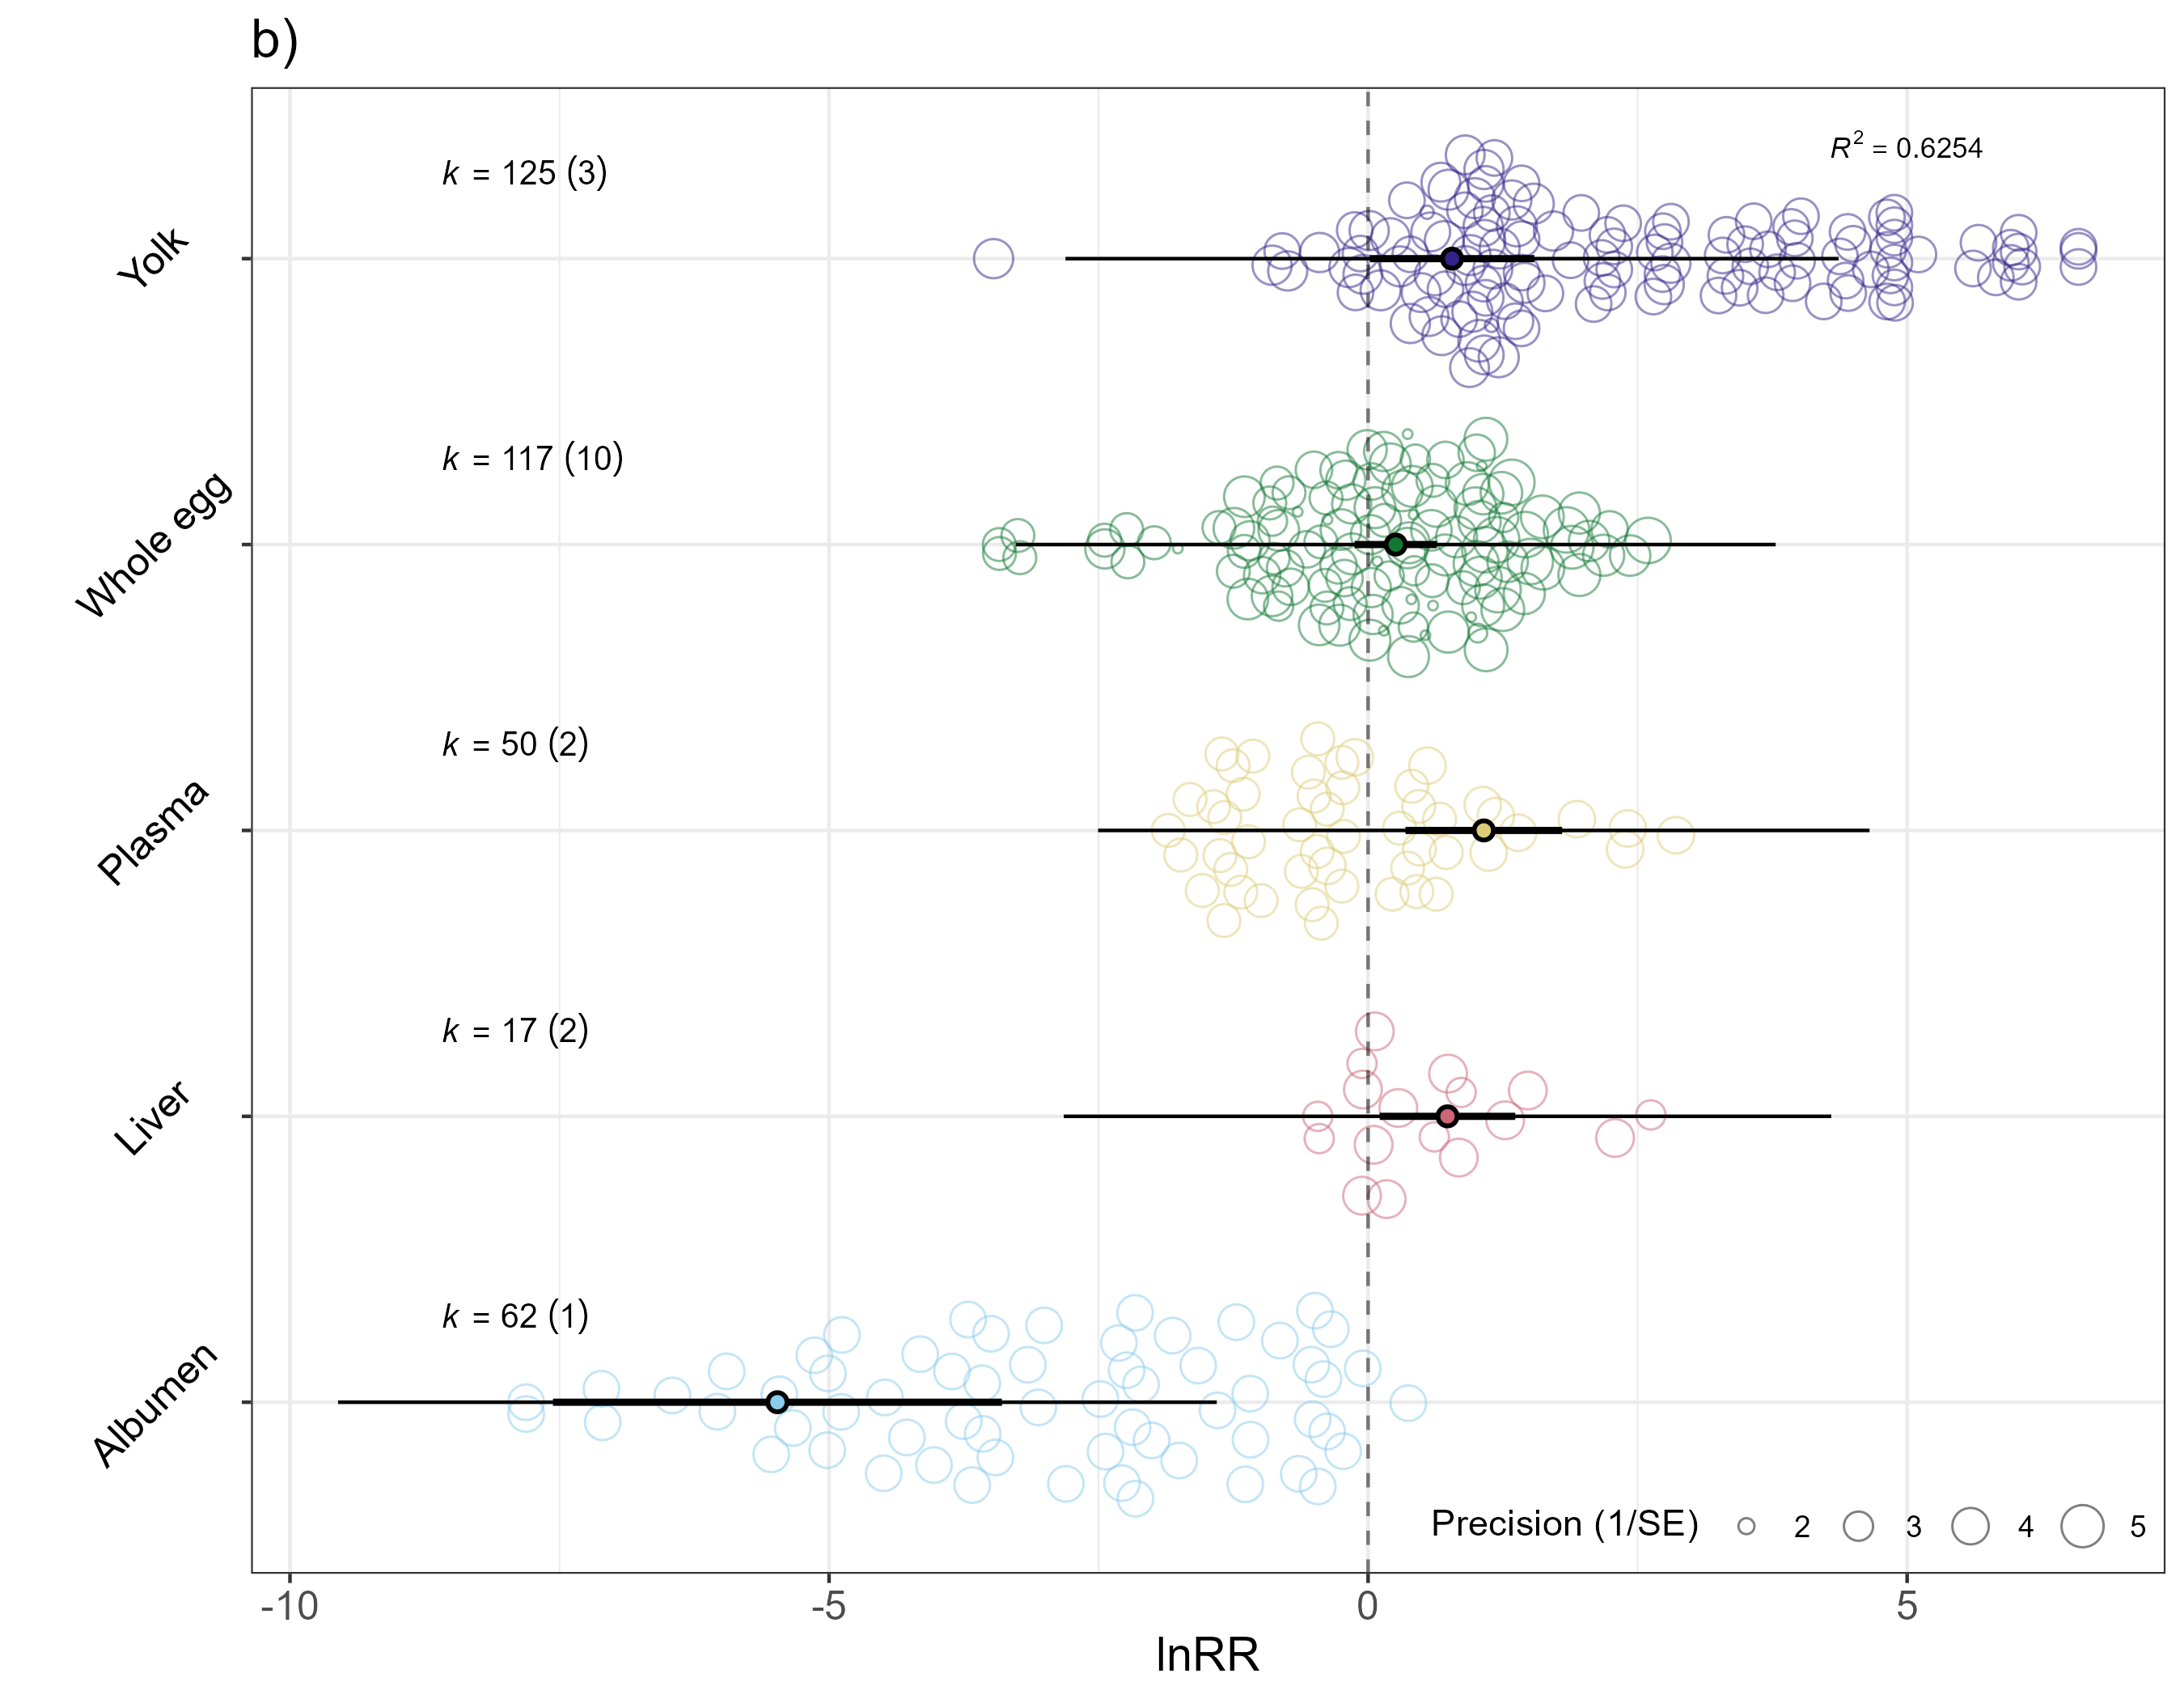 b)
R² = 0.6254
k = 125 (3)
Yolk
k = 117 (10)
Whole egg
k = 50 (2)
Plasma
k = 17 (2)
Liver
k = 62 (1)
Albumen
Precision (1/SE) 2 3 4 5
-10 -5 0 5
lnRR